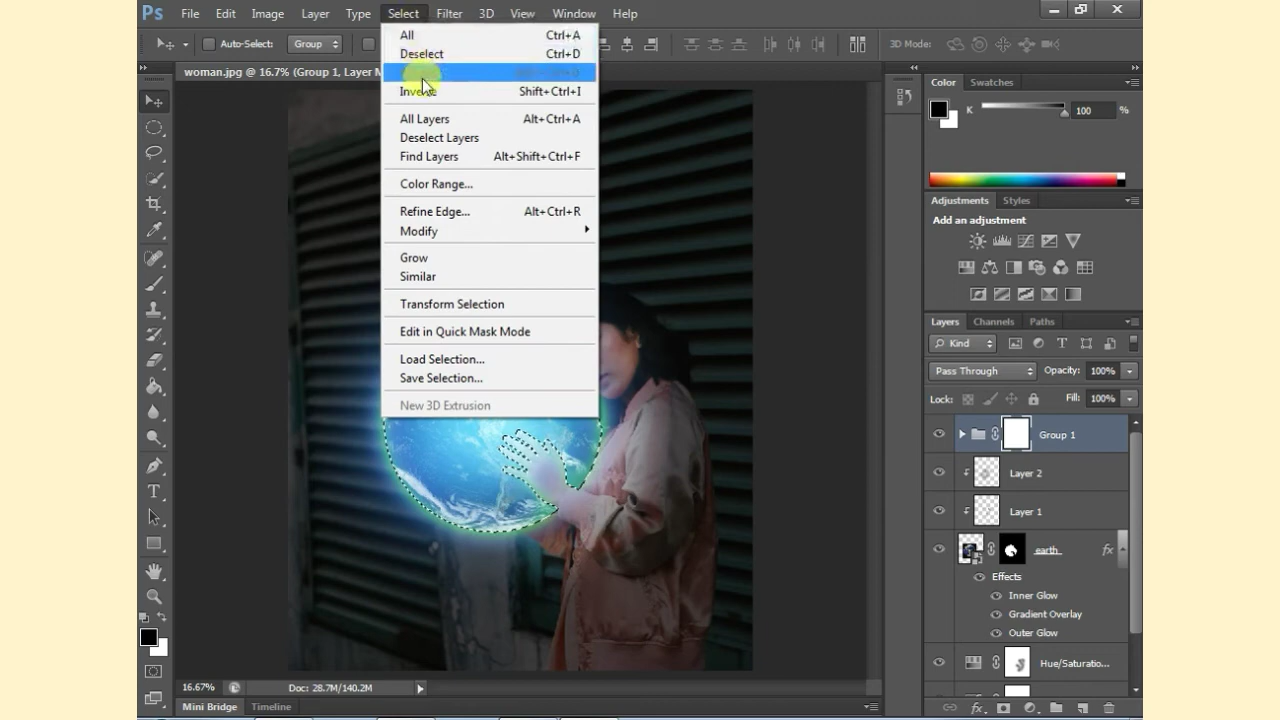 Ps File Edit Image Layer Type Select Filter 3D View Window Help
Auto-Select: Group 3D Mode:
woman.jpg @ 16.7% (Group 1, Layer M
All Ctrl+A
Deselect Ctrl+D
Inverse Shift+Ctrl+I
All Layers Alt+Ctrl+A
Deselect Layers
Find Layers Alt+Shift+Ctrl+F
Color Range...
Refine Edge... Alt+Ctrl+R
Modify
Grow
Similar
Transform Selection
Edit in Quick Mask Mode
Load Selection...
Save Selection...
New 3D Extrusion
Color Swatches
K 100 %
Adjustments Styles
Add an adjustment
Layers Channels Paths
Kind
Pass Through Opacity: 100%
Lock: Fill: 100%
Group 1
Layer 2
Layer 1
earth fx
Effects
Inner Glow
Gradient Overlay
Outer Glow
Hue/Saturatio...
16.67% Doc: 28.7M/140.2M
Mini Bridge Timeline